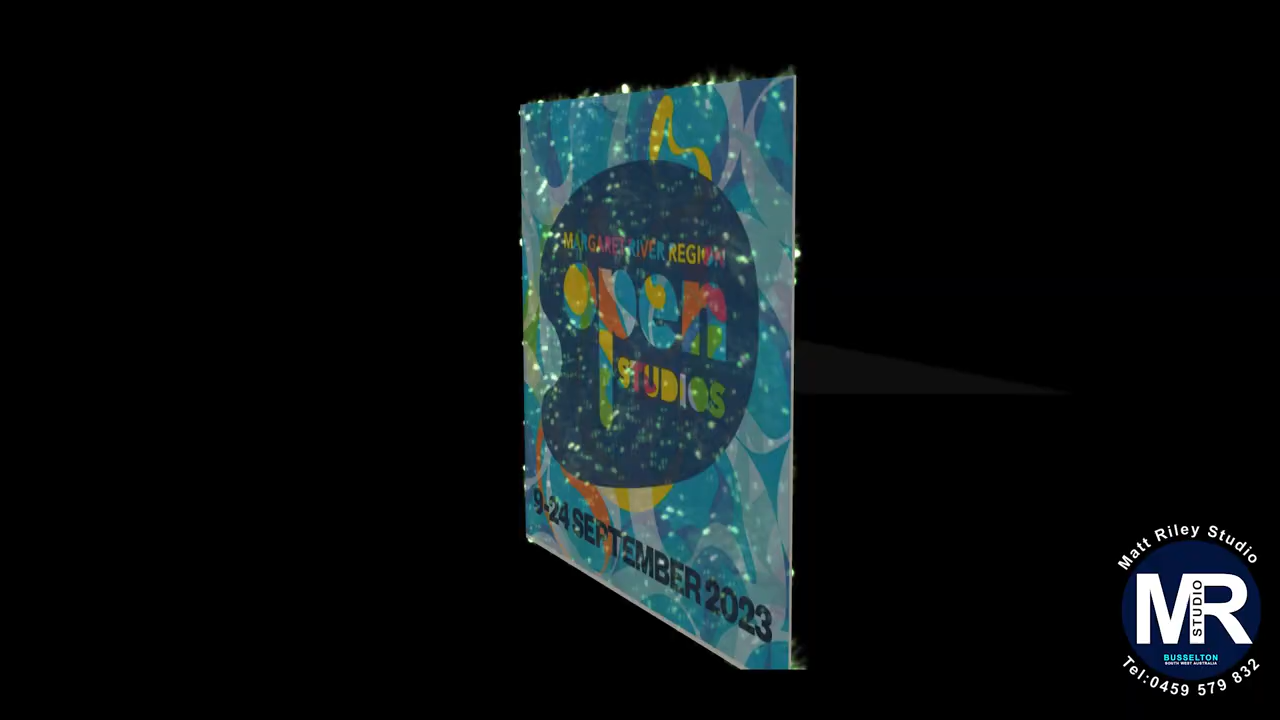 MARGARET RIVER REGION
open
STUDIOS
9-24 SEPTEMBER 2023
Matt Riley Studio
MR
STUDIO
BUSSELTON
SOUTH WEST AUSTRALIA
Tel:0459 579 832